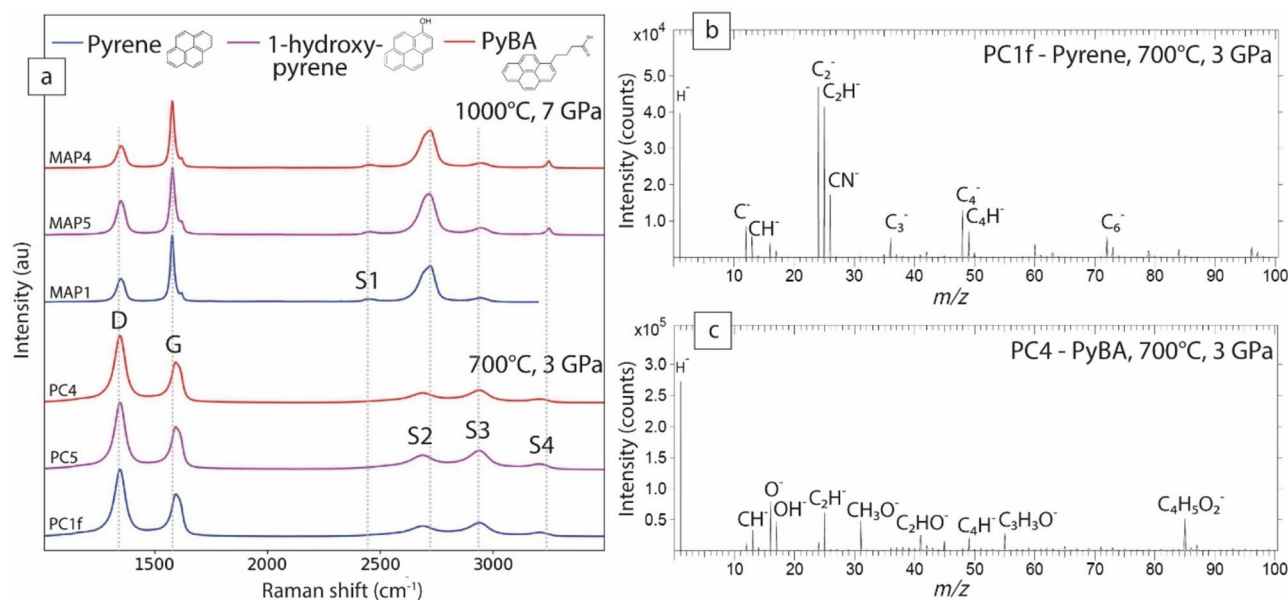 Pyrene
1-hydroxy-
pyrene
OH
PyBA
OH
O
a
1000°C, 7 GPa
MAP4
MAP5
MAP1
S1
D
G
700°C, 3 GPa
PC4
PC5
S2
S3
S4
PC1f
Intensity (au)
1500
2000
2500
3000
Raman shift (cm⁻¹)
b
x10⁴
PC1f - Pyrene, 700°C, 3 GPa
5.0
4.0
3.0
2.0
1.0
Intensity (counts)
H⁻
C⁻
CH⁻
C₂⁻
C₂H⁻
CN⁻
C₃⁻
C₄⁻
C₄H⁻
C₆⁻
10 20 30 40 50 60 70 80 90 100
m/z
c
x10⁵
PC4 - PyBA, 700°C, 3 GPa
3.0
2.5
2.0
1.5
1.0
0.5
Intensity (counts)
H⁻
CH⁻
O⁻
OH⁻
C₂H⁻
CH₃O⁻
C₂HO⁻
C₄H⁻
C₃H₃O⁻
C₄H₅O₂⁻
10 20 30 40 50 60 70 80 90 100
m/z